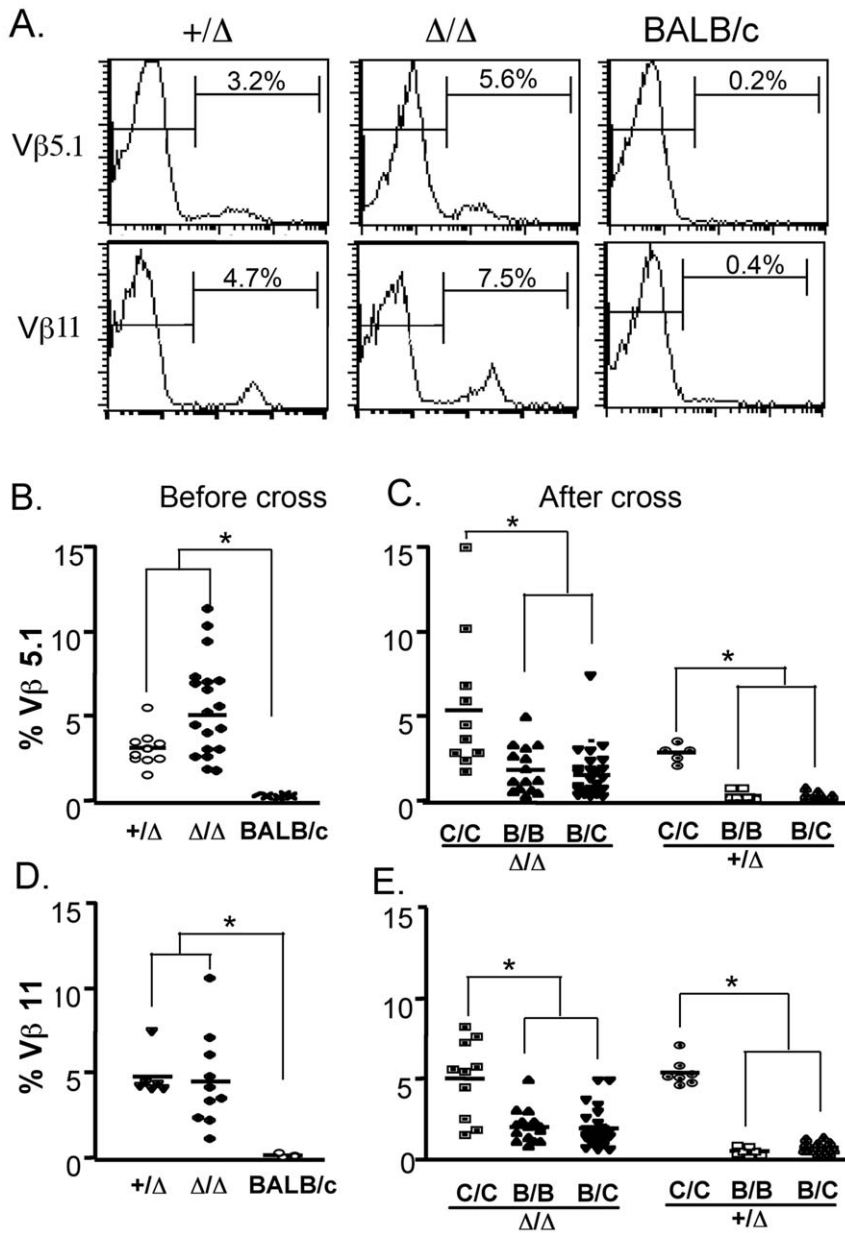 A.
+/Δ Δ/Δ BALB/c
Vβ5.1
3.2% 5.6% 0.2%
Vβ11
4.7% 7.5% 0.4%
B. Before cross
C. After cross
% Vβ 5.1
15
10
5
0
*
+/Δ Δ/Δ BALB/c
15
10
5
0
* *
C/C B/B B/C C/C B/B B/C
Δ/Δ +/Δ
D.
% Vβ 11
15
10
5
0
*
+/Δ Δ/Δ BALB/c
E.
15
10
5
0
* *
C/C B/B B/C C/C B/B B/C
Δ/Δ +/Δ